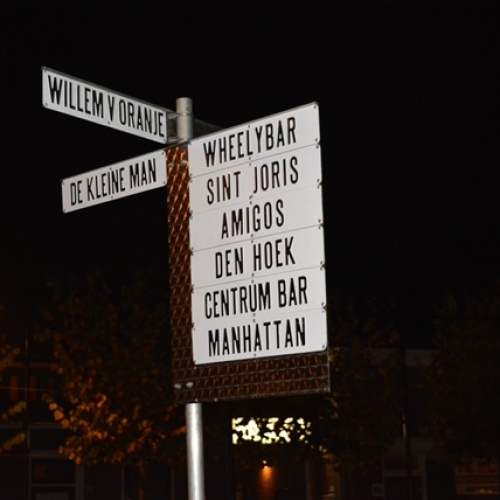 WILLEM V ORANJE
DE KLEINE MAN
WHEELYBAR
SINT JORIS
AMIGOS
DEN HOEK
CENTRUM BAR
MANHATTAN